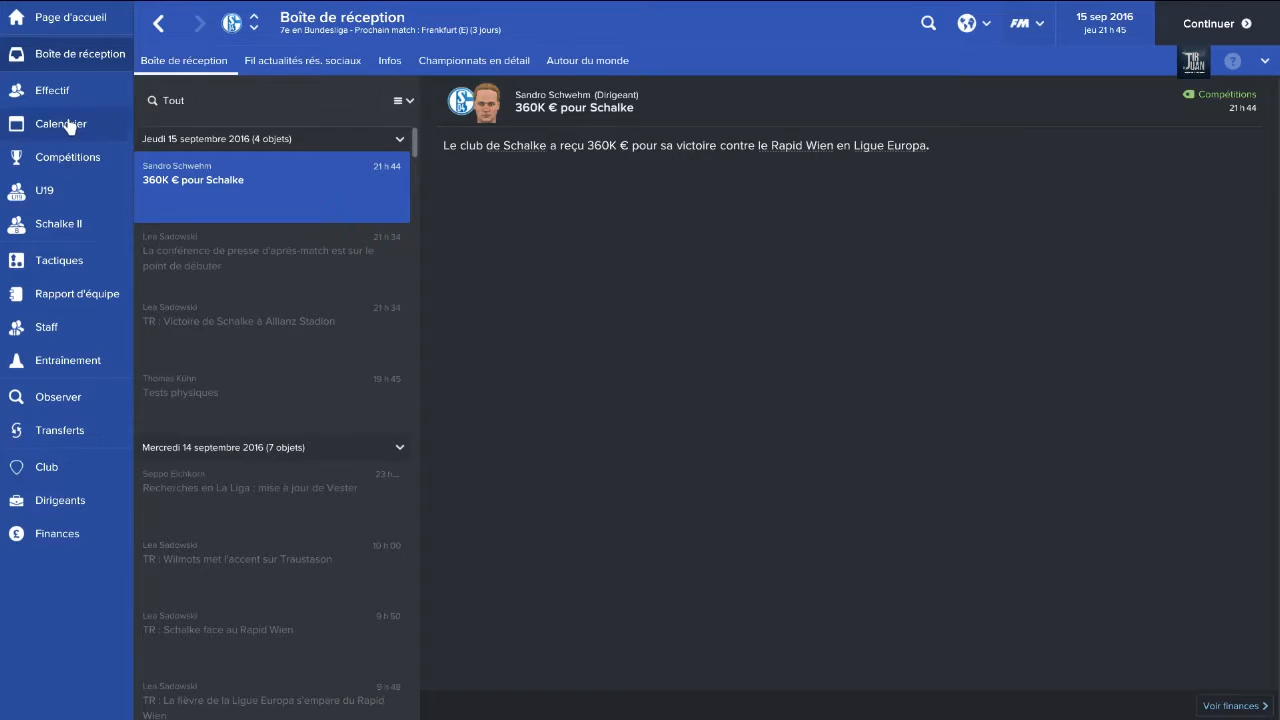 Page d'accueil
Boîte de réception
Effectif
Calendrier
Compétitions
U19
Schalke II
Tactiques
Rapport d'équipe
Staff
Entraînement
Observer
Transferts
Club
Dirigeants
Finances
Boîte de réception
7e en Bundesliga - Prochain match : Frankfurt (E) (3 jours)
FM
15 sep 2016
jeu 21 h 45
Continuer
Boîte de réception
Fil actualités rés. sociaux
Infos
Championnats en détail
Autour du monde
Tout
Jeudi 15 septembre 2016 (4 objets)
Sandro Schwehm 21 h 44
360K € pour Schalke
Lea Sadowski 21 h 34
La conférence de presse d'après-match est sur le
point de débuter
Lea Sadowski 21 h 34
TR : Victoire de Schalke à Allianz Stadion
Thomas Kühn 19 h 45
Tests physiques
Mercredi 14 septembre 2016 (7 objets)
Seppo Eichkorn 23 h...
Recherches en La Liga : mise à jour de Vester
Lea Sadowski 10 h 00
TR : Wilmots met l'accent sur Traustason
Lea Sadowski 9 h 50
TR : Schalke face au Rapid Wien
Lea Sadowski 9 h 48
TR : La fièvre de la Ligue Europa s'empare du Rapid
Wien
Sandro Schwehm (Dirigeant)
360K € pour Schalke
Compétitions
21 h 44
Le club de Schalke a reçu 360K € pour sa victoire contre le Rapid Wien en Ligue Europa.
Voir finances